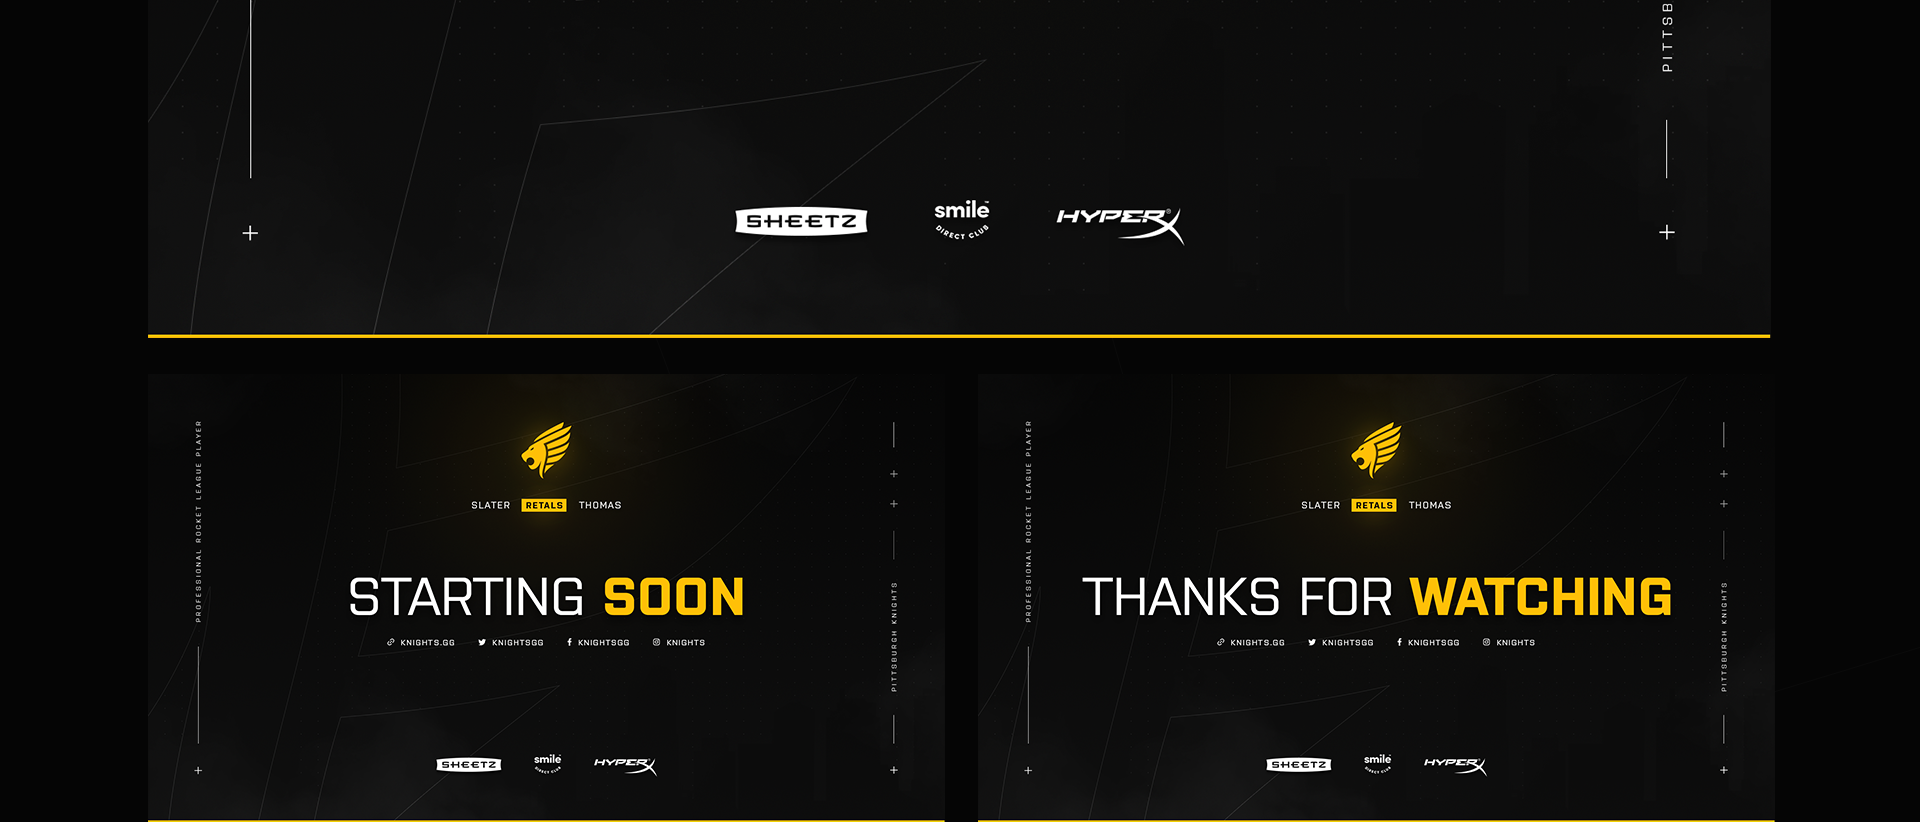 PITTSB
SHEETZ
smile™
DIRECT CLUB
HYPERX®
PROFESSIONAL ROCKET LEAGUE PLAYER
SLATER RETALS THOMAS
STARTING SOON
KNIGHTS.GG KNIGHTSGG KNIGHTSGG KNIGHTS
PITTSBURGH KNIGHTS
SHEETZ
smile
DIRECT CLUB
HYPERX
PROFESSIONAL ROCKET LEAGUE PLAYER
SLATER RETALS THOMAS
THANKS FOR WATCHING
KNIGHTS.GG KNIGHTSGG KNIGHTSGG KNIGHTS
PITTSBURGH KNIGHTS
SHEETZ
smile
DIRECT CLUB
HYPERX